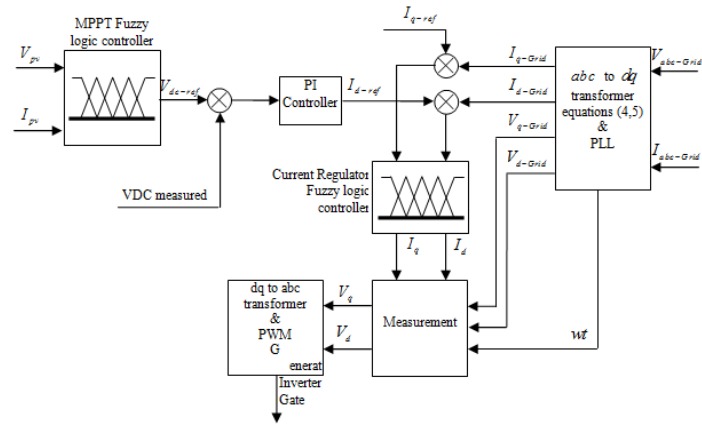 MPPT Fuzzy
logic controller
V_pv
I_pv
V_dc-ref
VDC measured
PI
Controller
I_d-ref
I_q-ref
I_q-Grid
I_d-Grid
V_q-Grid
V_d-Grid
abc to dq
transformer
equations (4,5)
&
PLL
V_abc-Grid
I_abc-Grid
Current Regulator
Fuzzy logic
controller
I_q
I_d
dq to abc
transformer
&
PWM
G
enerat
V_q
V_d
Measurement
wt
Inverter
Gate